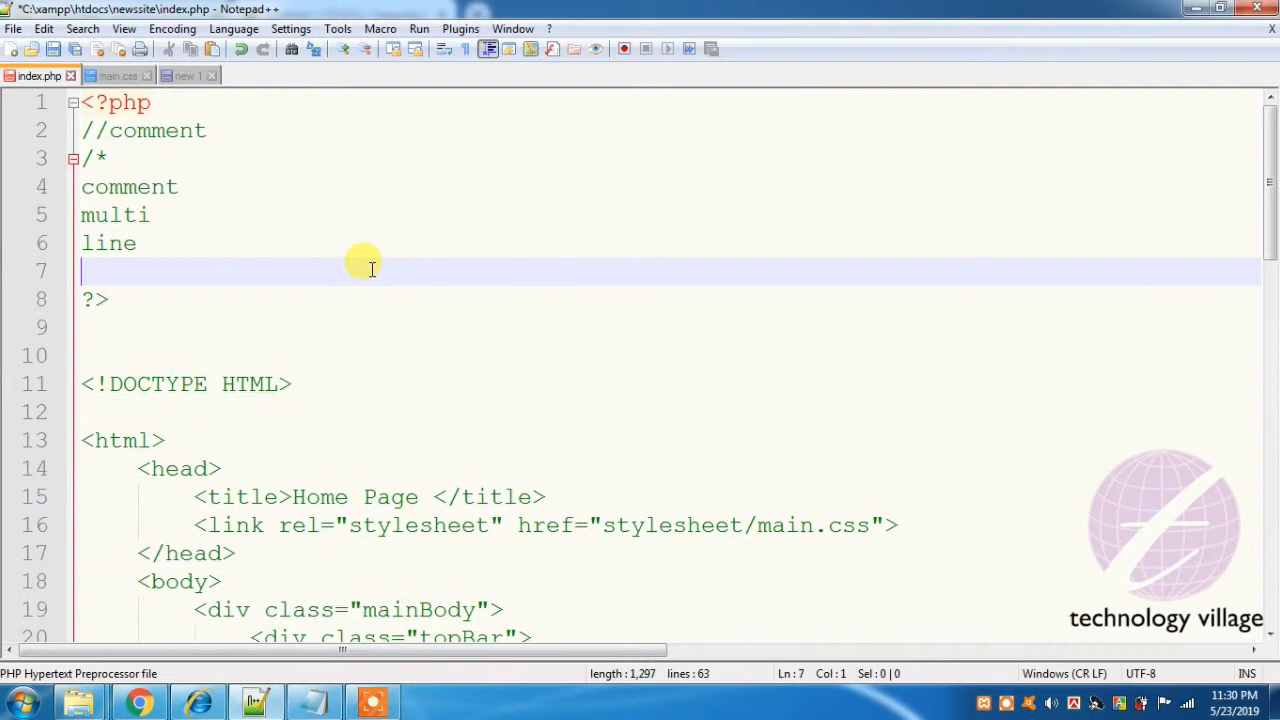 *C:\xampp\htdocs\newssite\index.php - Notepad++
File Edit Search View Encoding Language Settings Tools Macro Run Plugins Window ? X
index.php main.css new 1
1 <?php
2 //comment
3 /*
4 comment
5 multi
6 line
7
8 ?>
9
10
11 <!DOCTYPE HTML>
12
13 <html>
14 <head>
15 <title>Home Page </title>
16 <link rel="stylesheet" href="stylesheet/main.css">
17 </head>
18 <body>
19 <div class="mainBody">
20 <div class="topBar">
technology village
PHP Hypertext Preprocessor file length : 1,297 lines : 63 Ln : 7 Col : 1 Sel : 0 | 0 Windows (CR LF) UTF-8 INS
11:30 PM
5/23/2019